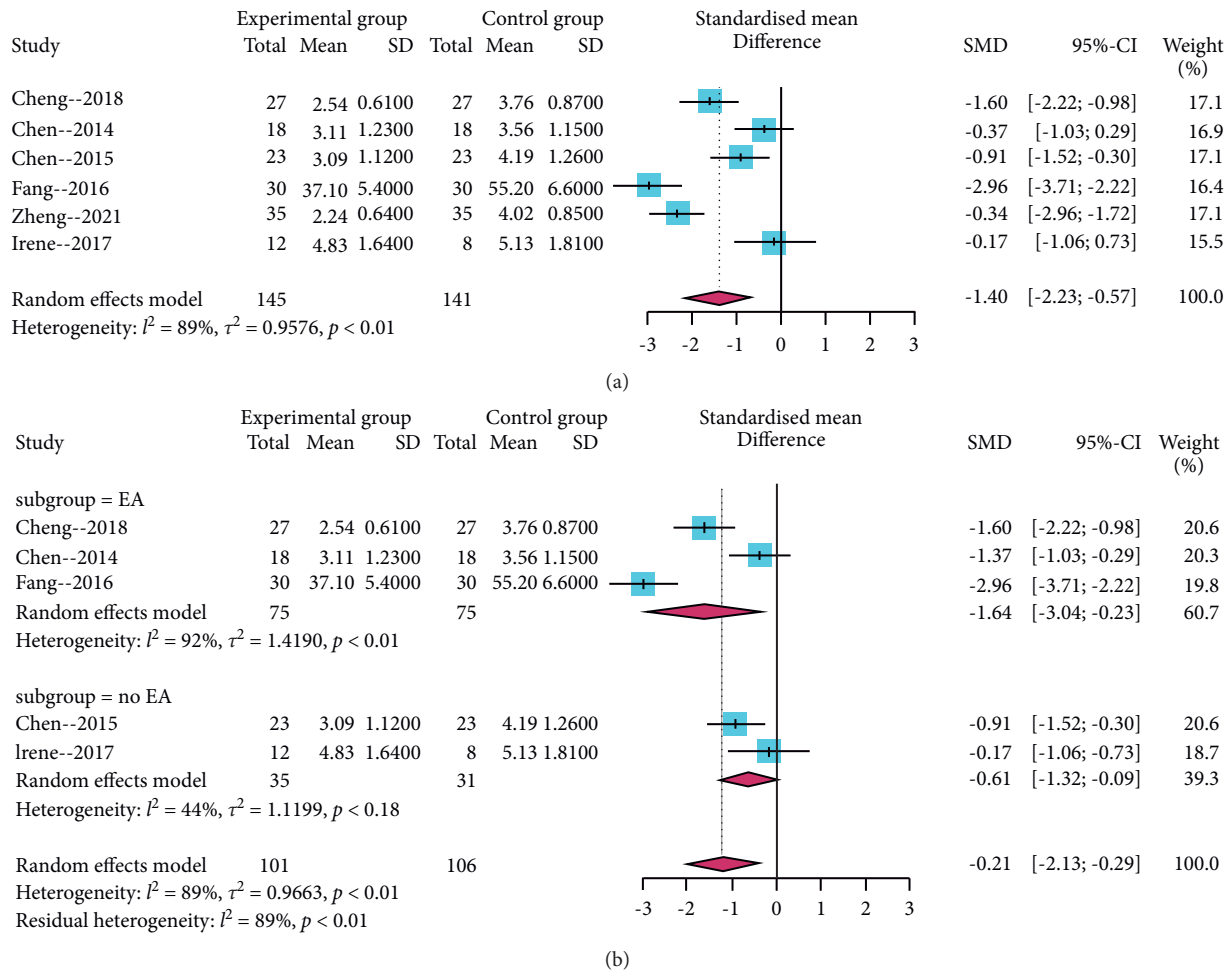 Experimental group Control group Standardised mean
Study Total Mean SD Total Mean SD Difference SMD 95%-CI Weight
(%)
Cheng--2018 27 2.54 0.6100 27 3.76 0.8700 -1.60 [-2.22; -0.98] 17.1
Chen--2014 18 3.11 1.2300 18 3.56 1.1500 -0.37 [-1.03; 0.29] 16.9
Chen--2015 23 3.09 1.1200 23 4.19 1.2600 -0.91 [-1.52; -0.30] 17.1
Fang--2016 30 37.10 5.4000 30 55.20 6.6000 -2.96 [-3.71; -2.22] 16.4
Zheng--2021 35 2.24 0.6400 35 4.02 0.8500 -0.34 [-2.96; -1.72] 17.1
Irene--2017 12 4.83 1.6400 8 5.13 1.8100 -0.17 [-1.06; 0.73] 15.5
Random effects model 145 141 -1.40 [-2.23; -0.57] 100.0
Heterogeneity: I² = 89%, τ² = 0.9576, p < 0.01
-3 -2 -1 0 1 2 3
(a)
Experimental group Control group Standardised mean
Study Total Mean SD Total Mean SD Difference SMD 95%-CI Weight
(%)
subgroup = EA
Cheng--2018 27 2.54 0.6100 27 3.76 0.8700 -1.60 [-2.22; -0.98] 20.6
Chen--2014 18 3.11 1.2300 18 3.56 1.1500 -1.37 [-1.03; -0.29] 20.3
Fang--2016 30 37.10 5.4000 30 55.20 6.6000 -2.96 [-3.71; -2.22] 19.8
Random effects model 75 75 -1.64 [-3.04; -0.23] 60.7
Heterogeneity: I² = 92%, τ² = 1.4190, p < 0.01
subgroup = no EA
Chen--2015 23 3.09 1.1200 23 4.19 1.2600 -0.91 [-1.52; -0.30] 20.6
Irene--2017 12 4.83 1.6400 8 5.13 1.8100 -0.17 [-1.06; -0.73] 18.7
Random effects model 35 31 -0.61 [-1.32; -0.09] 39.3
Heterogeneity: I² = 44%, τ² = 1.1199, p < 0.18
Random effects model 101 106 -0.21 [-2.13; -0.29] 100.0
Heterogeneity: I² = 89%, τ² = 0.9663, p < 0.01
Residual heterogeneity: I² = 89%, p < 0.01
-3 -2 -1 0 1 2 3
(b)